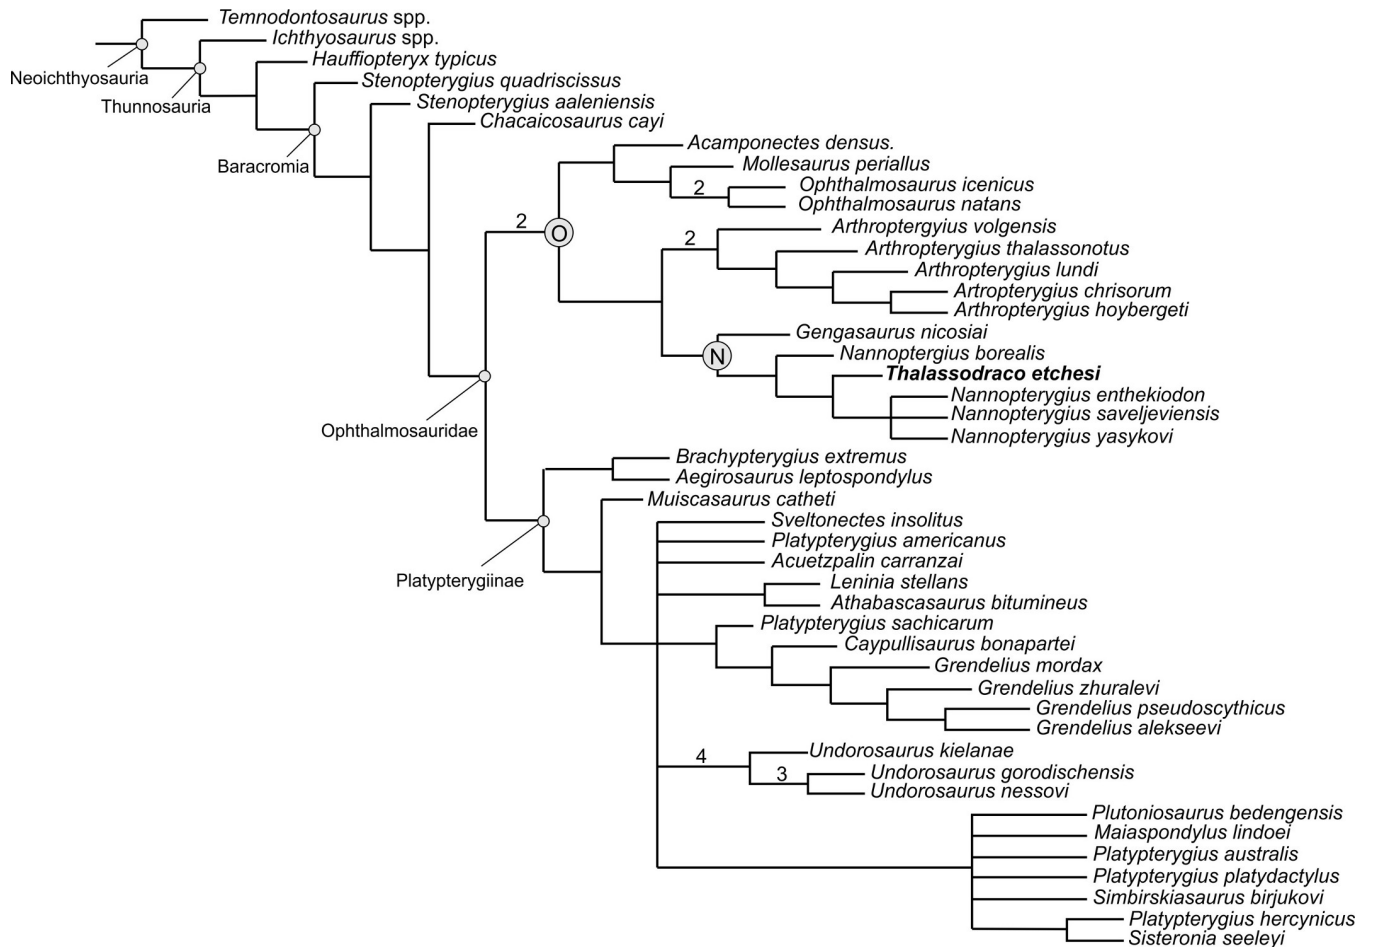 Temnodontosaurus spp.
Ichthyosaurus spp.
Hauffiopteryx typicus
Neoichthyosauria
Stenopterygius quadriscissus
Thunnosauria
Stenopterygius aaleniensis
Chacaicosaurus cayi
Acamponectes densus.
Baracromia
Mollesaurus periallus
2
Ophthalmosaurus icenicus
Ophthalmosaurus natans
2
O
Arthroptergyius volgensis
2
Arthropterygius thalassonotus
Arthropterygius lundi
Artropterygius chrisorum
Arthropterygius hoybergeti
Gengasaurus nicosiai
N
Nannoptergius borealis
Thalassodraco etchesi
Nannopterygius enthekiodon
Nannopterygius saveljeviensis
Ophthalmosauridae
Nannopterygius yasykovi
Brachypterygius extremus
Aegirosaurus leptospondylus
Muiscasaurus catheti
Sveltonectes insolitus
Platypterygius americanus
Acuetzpalin carranzai
Platypterygiinae
Leninia stellans
Athabascasaurus bitumineus
Platypterygius sachicarum
Caypullisaurus bonapartei
Grendelius mordax
Grendelius zhuralevi
Grendelius pseudoscythicus
Grendelius alekseevi
4
Undorosaurus kielanae
3
Undorosaurus gorodischensis
Undorosaurus nessovi
Plutoniosaurus bedengensis
Maiaspondylus lindoei
Platypterygius australis
Platypterygius platydactylus
Simbirskiasaurus birjukovi
Platypterygius hercynicus
Sisteronia seeleyi